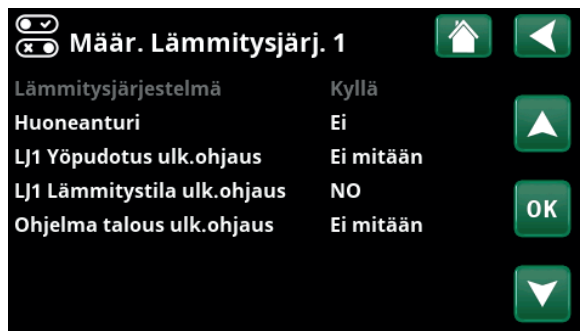 Määr. Lämmitysjärj. 1
Lämmitysjärjestelmä Kyllä
Huoneanturi Ei
LJ1 Yöpudotus ulk.ohjaus Ei mitään
LJ1 Lämmitystila ulk.ohjaus NO
Ohjelma talous ulk.ohjaus Ei mitään
OK